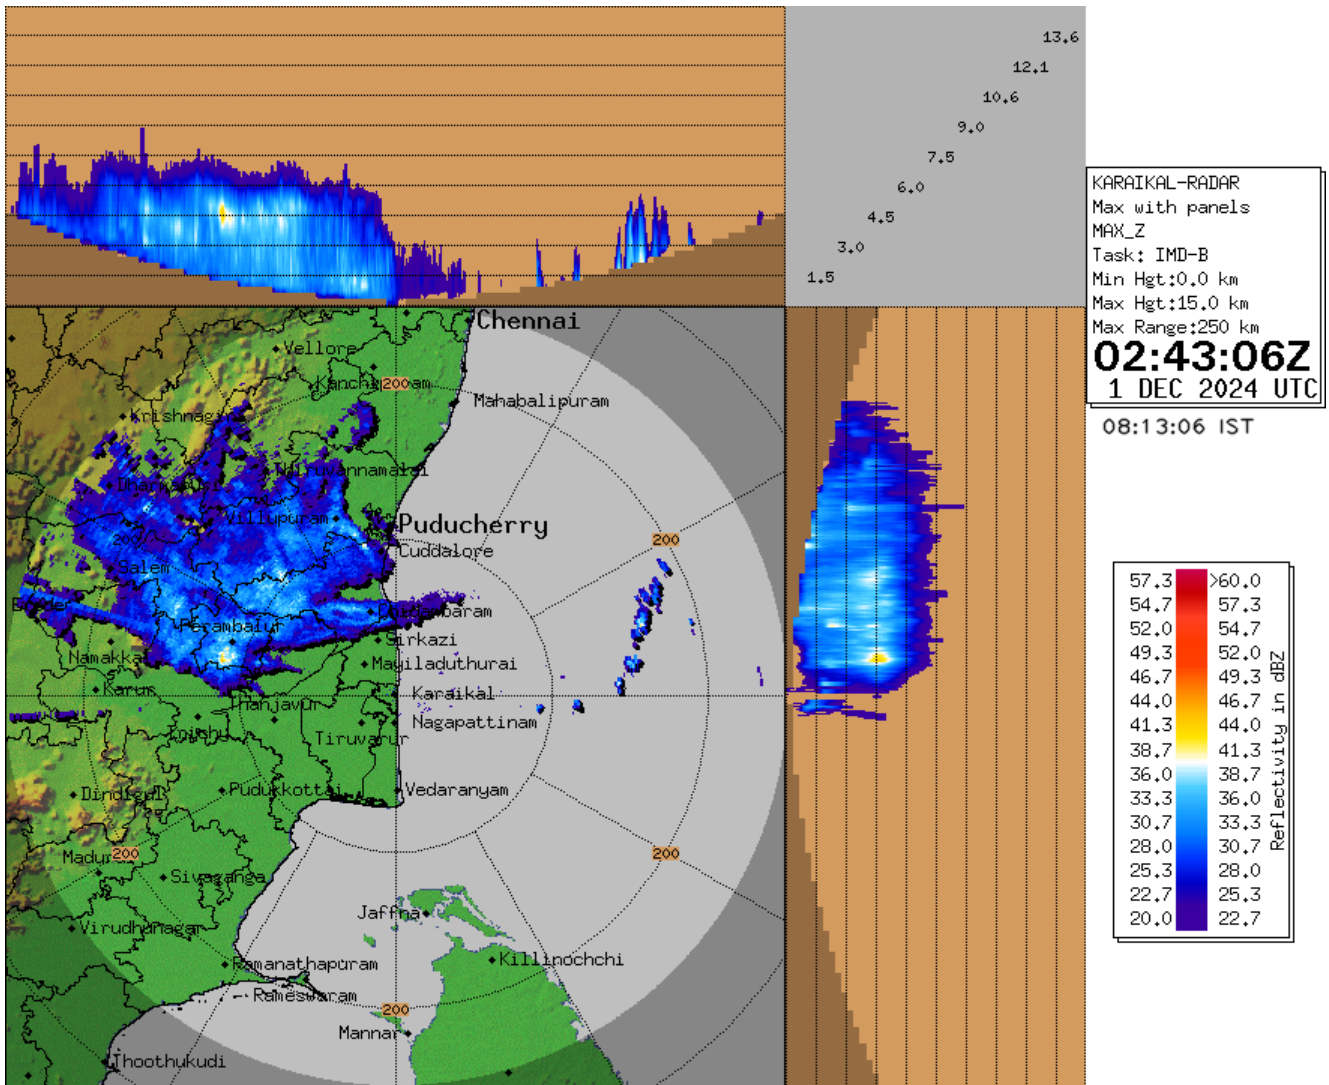 13.6
12.1
10.6
9.0
7.5
6.0
4.5
3.0
1.5
KARAIKAL-RADAR
Max with panels
MAX_Z
Task: IMD-B
Min Hgt:0.0 km
Max Hgt:15.0 km
Max Range:250 km
02:43:06Z
1 DEC 2024 UTC
08:13:06 IST
Chennai
Vellore
200
Mahabalipuram
Puducherry
Villupuram
Cuddalore
200
200
Salem
Perambalur
Sirkazi
Mayiladuthurai
Karur
Karaikal
Thanjavur
Nagapattinam
Tiruvarur
Dindigul
Pudukkottai
Vedaranyam
200
200
Sivaganga
Jaffna
Virudhunagar
Killinochchi
Ramanathapuram
Rameswaram
200
Mannar
Thoothukudi
57.3 >60.0
54.7 57.3
52.0 54.7
49.3 52.0
46.7 49.3
44.0 46.7
41.3 44.0
38.7 41.3
36.0 38.7
33.3 36.0
30.7 33.3
28.0 30.7
25.3 28.0
22.7 25.3
20.0 22.7
Reflectivity in dBZ